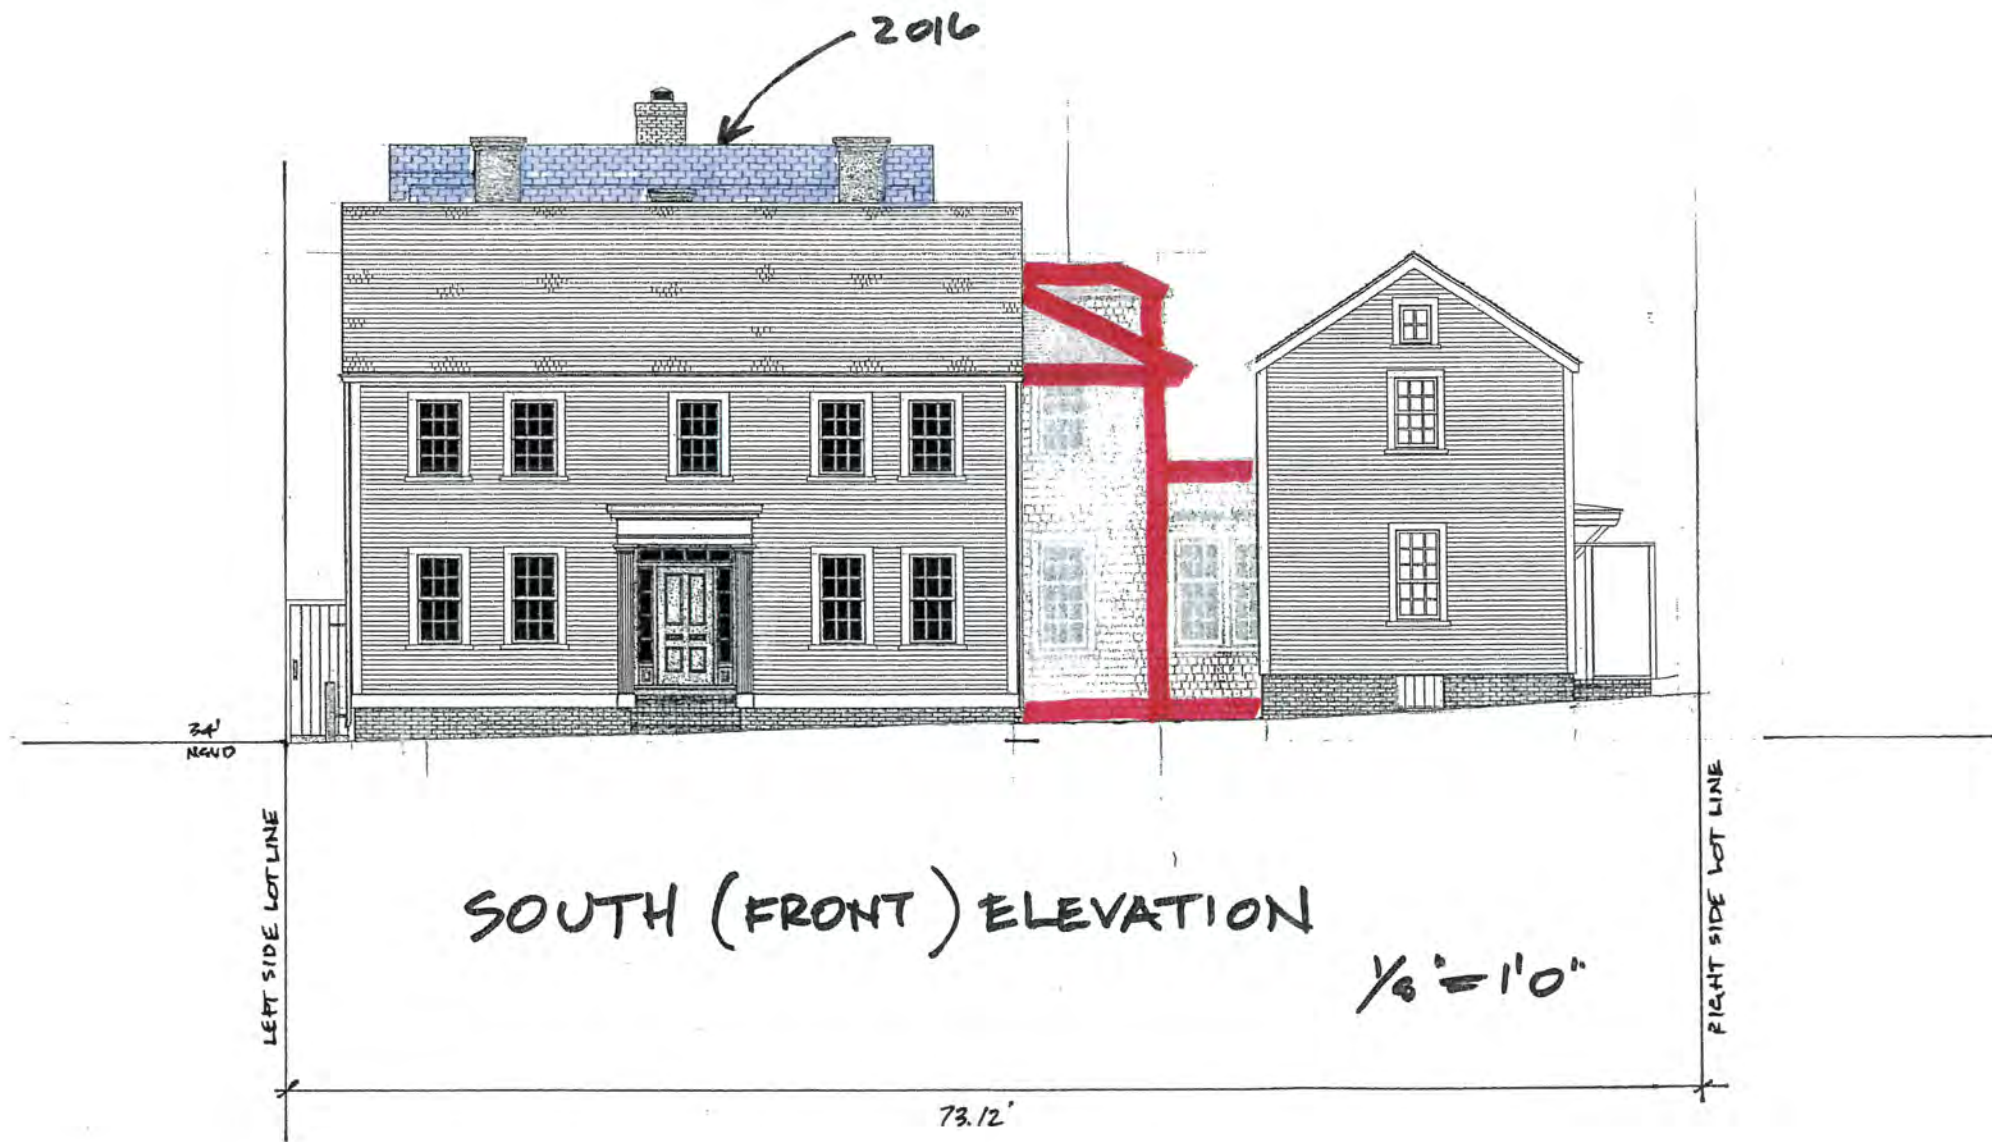 2016
34'
NGVD
LEFT SIDE LOT LINE
RIGHT SIDE LOT LINE
SOUTH (FRONT) ELEVATION
1/8" = 1'0"
73.12'